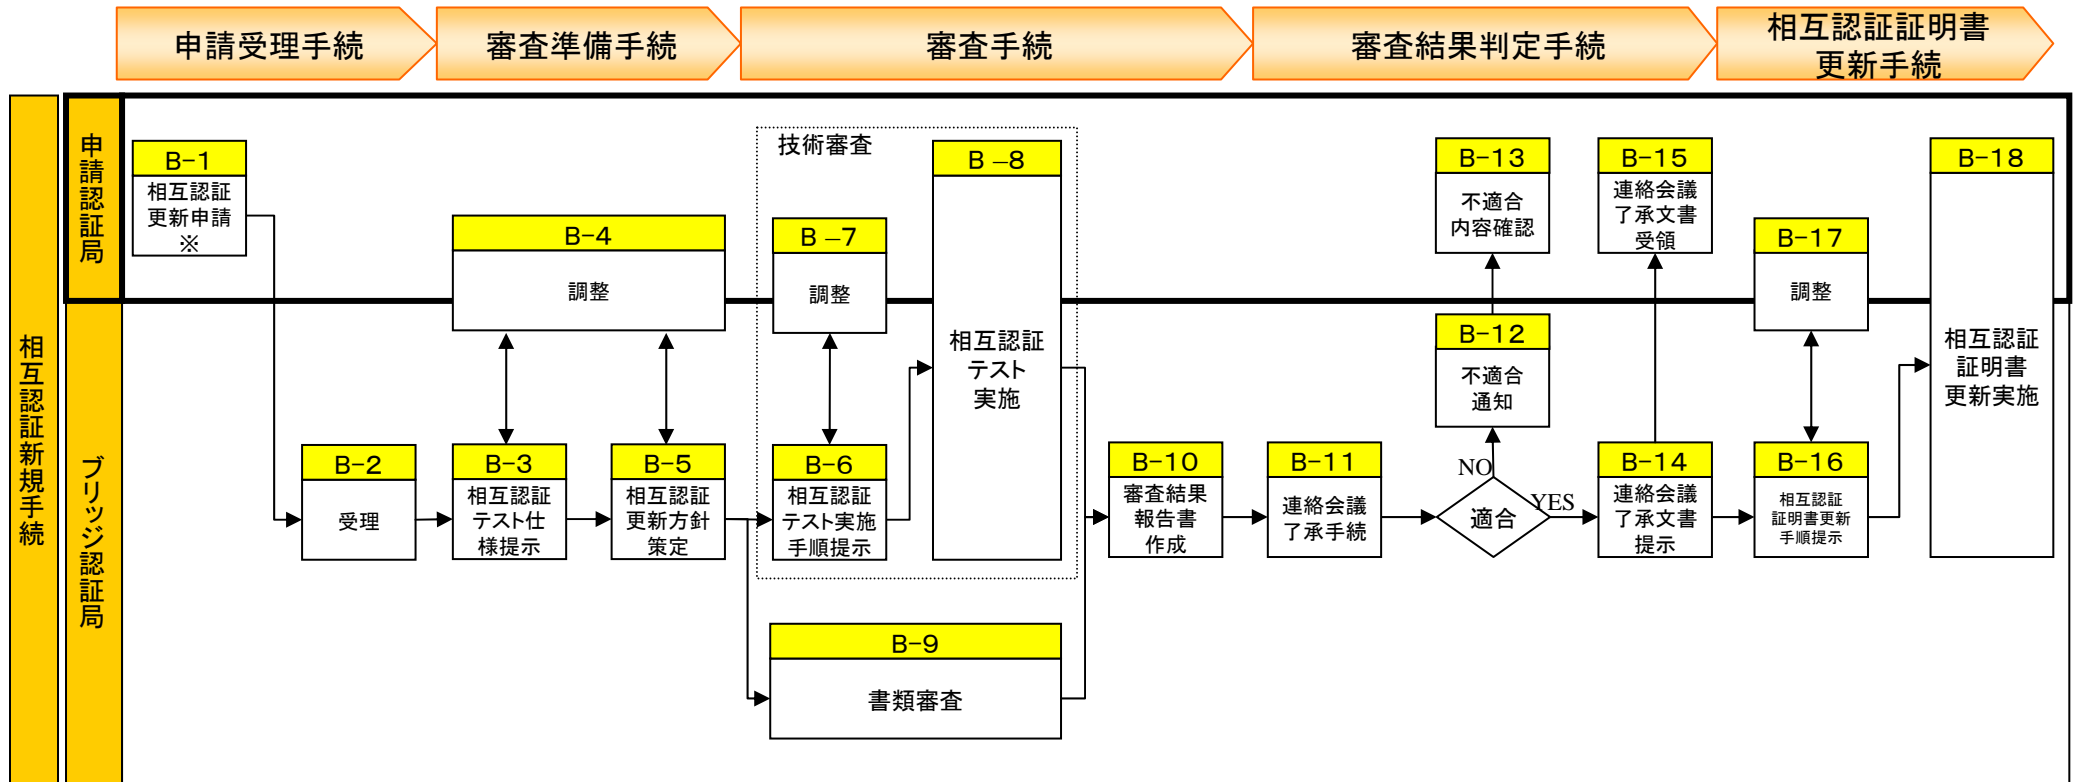 申請受理手続
審査準備手続
審査手続
審査結果判定手続
相互認証証明書
更新手続
相互認証新規手続
申請認証局
ブリッジ認証局
B-1
相互認証
更新申請
※
B-2
受理
B-3
相互認証
テスト仕
様提示
B-4
調整
B-5
相互認証
更新方針
策定
技術審査
B-6
相互認証
テスト実施
手順提示
B-7
調整
B-8
相互認証
テスト
実施
B-9
書類審査
B-10
審査結果
報告書
作成
B-11
連絡会議
了承手続
適合
NO
YES
B-12
不適合
通知
B-13
不適合
内容確認
B-14
連絡会議
了承文書
提示
B-15
連絡会議
了承文書
受領
B-16
相互認証
証明書更新
手順提示
B-17
調整
B-18
相互認証
証明書
更新実施